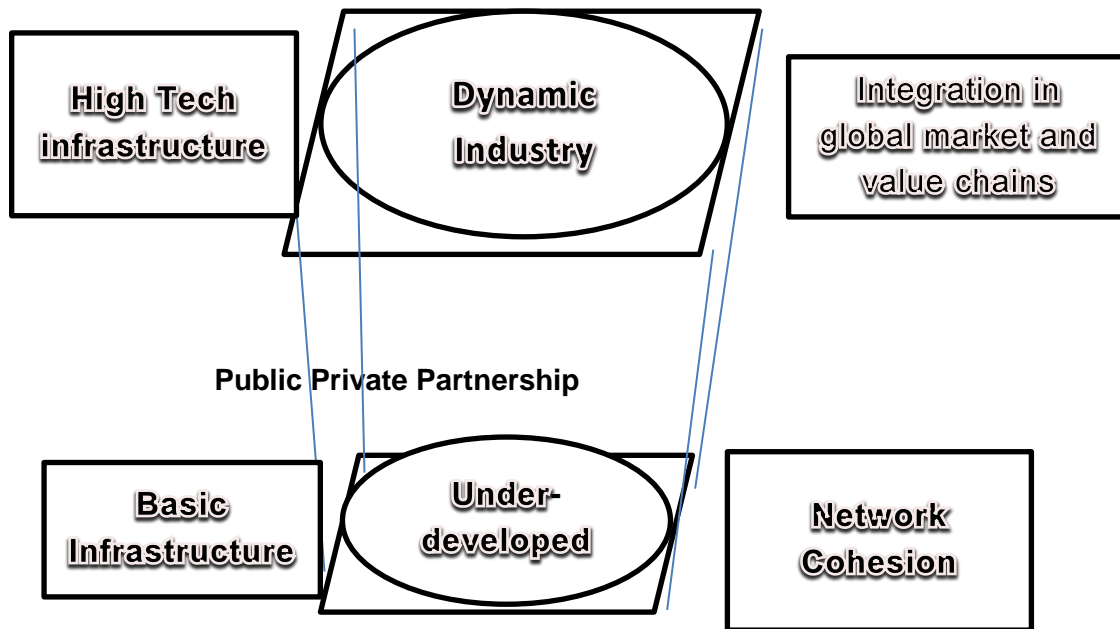 High Tech
infrastructure
Dynamic
Industry
Integration in
global market and
value chains
Public Private Partnership
Basic
Infrastructure
Under-
developed
Network
Cohesion